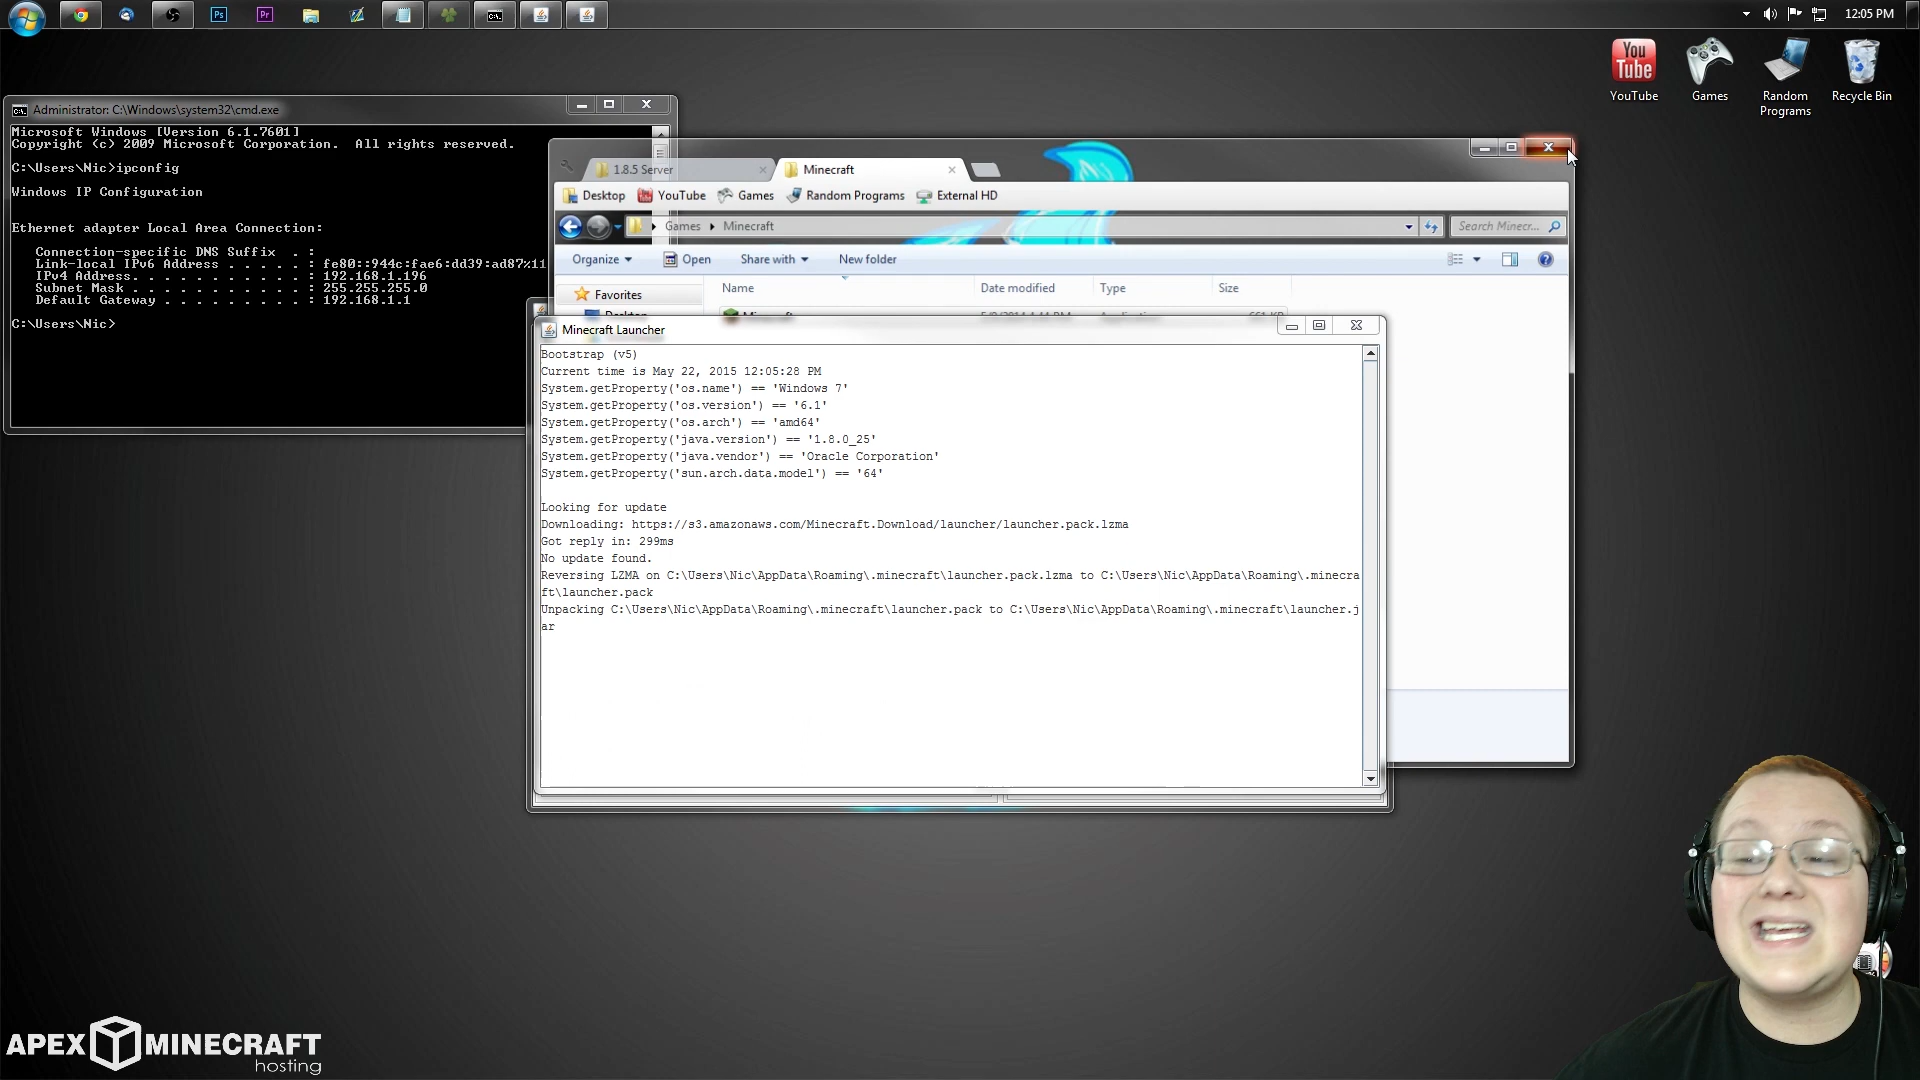 Ps
Pr
12:05 PM
You
Tube
YouTube
Games
Random
Programs
Recycle Bin
Administrator: C:\Windows\system32\cmd.exe
Microsoft Windows [Version 6.1.7601]
Copyright (c) 2009 Microsoft Corporation.  All rights reserved.
C:\Users\Nic>ipconfig
Windows IP Configuration
Ethernet adapter Local Area Connection:
Connection-specific DNS Suffix  . :
Link-local IPv6 Address . . . . . : fe80::944c:fae6:dd39:ad87%11
IPv4 Address. . . . . . . . . . . : 192.168.1.196
Subnet Mask . . . . . . . . . . . : 255.255.255.0
Default Gateway . . . . . . . . . : 192.168.1.1
C:\Users\Nic>
1.8.5 Server
Minecraft
Desktop YouTube Games Random Programs External HD
Games Minecraft Search Minecr...
Organize Open Share with New folder
Name Date modified Type Size
Favorites
Desktop Minecraft
Minecraft Launcher
Bootstrap (v5)
Current time is May 22, 2015 12:05:28 PM
System.getProperty('os.name') == 'Windows 7'
System.getProperty('os.version') == '6.1'
System.getProperty('os.arch') == 'amd64'
System.getProperty('java.version') == '1.8.0_25'
System.getProperty('java.vendor') == 'Oracle Corporation'
System.getProperty('sun.arch.data.model') == '64'
Looking for update
Downloading: https://s3.amazonaws.com/Minecraft.Download/launcher/launcher.pack.lzma
Got reply in: 299ms
No update found.
Reversing LZMA on C:\Users\Nic\AppData\Roaming\.minecraft\launcher.pack.lzma to C:\Users\Nic\AppData\Roaming\.minecra
ft\launcher.pack
Unpacking C:\Users\Nic\AppData\Roaming\.minecraft\launcher.pack to C:\Users\Nic\AppData\Roaming\.minecraft\launcher.j
ar
APEX MINECRAFT
hosting